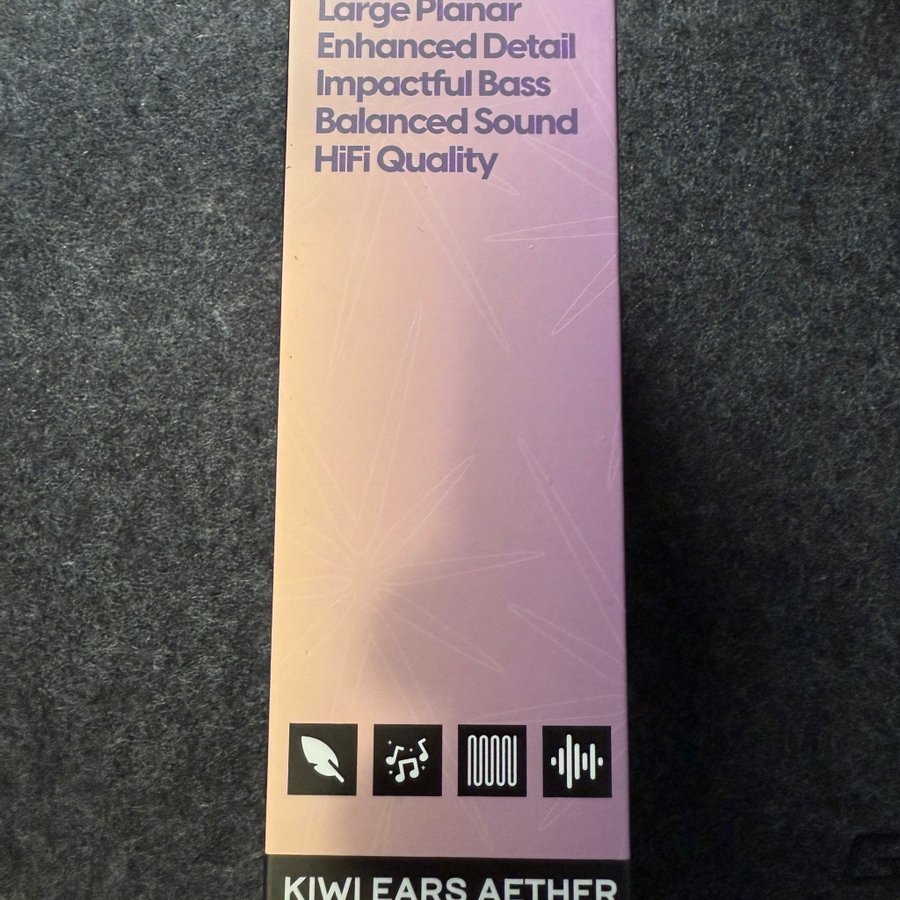 Large Planar
Enhanced Detail
Impactful Bass
Balanced Sound
HiFi Quality
KIWI EARS AETHER